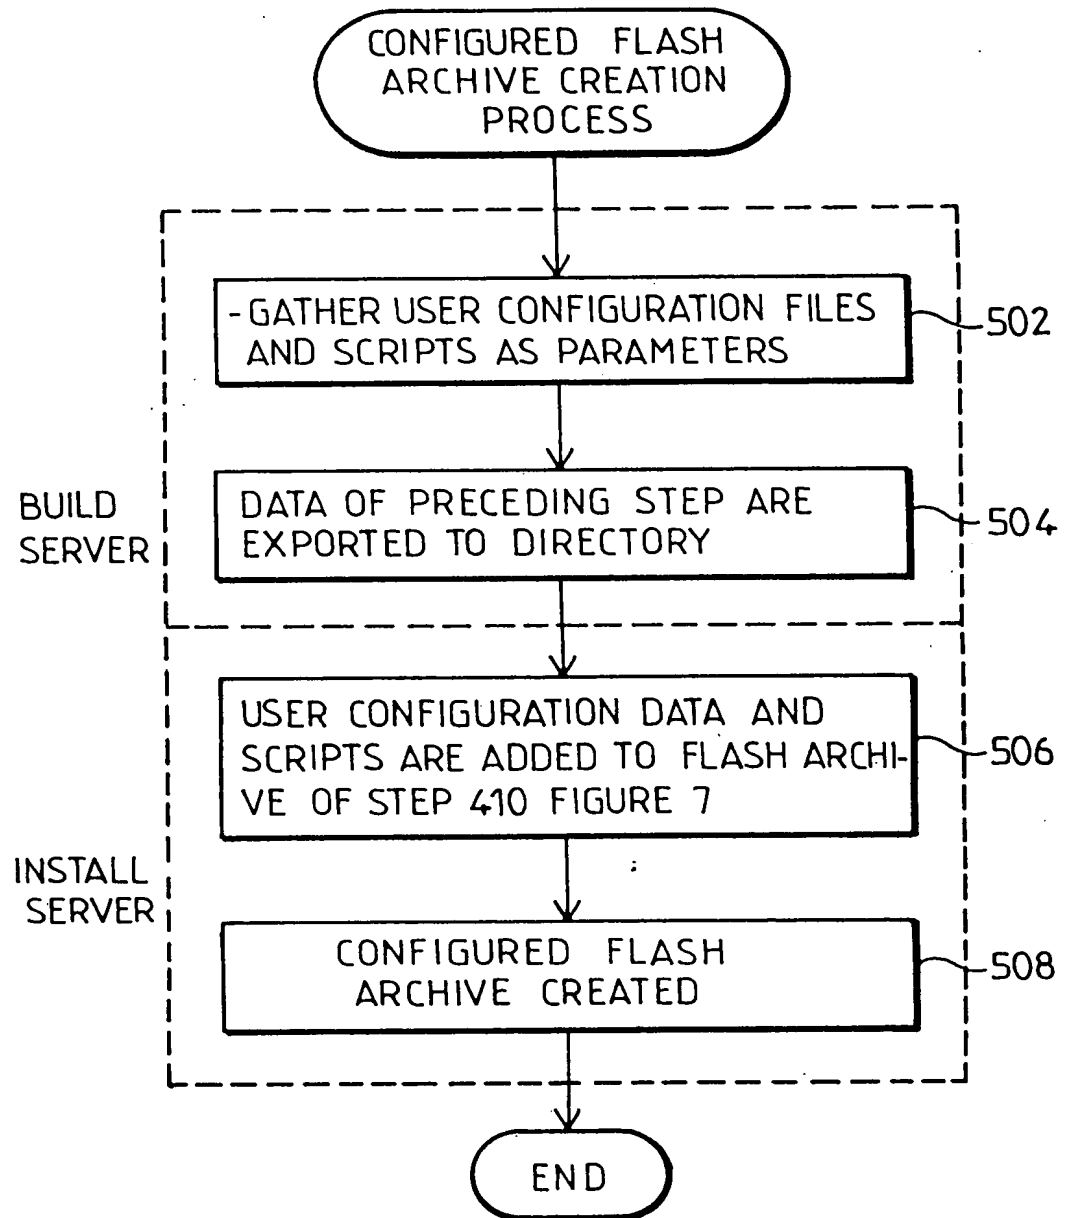 CONFIGURED FLASH
ARCHIVE CREATION
PROCESS
-GATHER USER CONFIGURATION FILES
AND SCRIPTS AS PARAMETERS
502
BUILD
SERVER
DATA OF PRECEDING STEP ARE
EXPORTED TO DIRECTORY
504
USER CONFIGURATION DATA AND
SCRIPTS ARE ADDED TO FLASH ARCHI-
VE OF STEP 410 FIGURE 7
506
INSTALL
SERVER
CONFIGURED FLASH
ARCHIVE CREATED
508
END